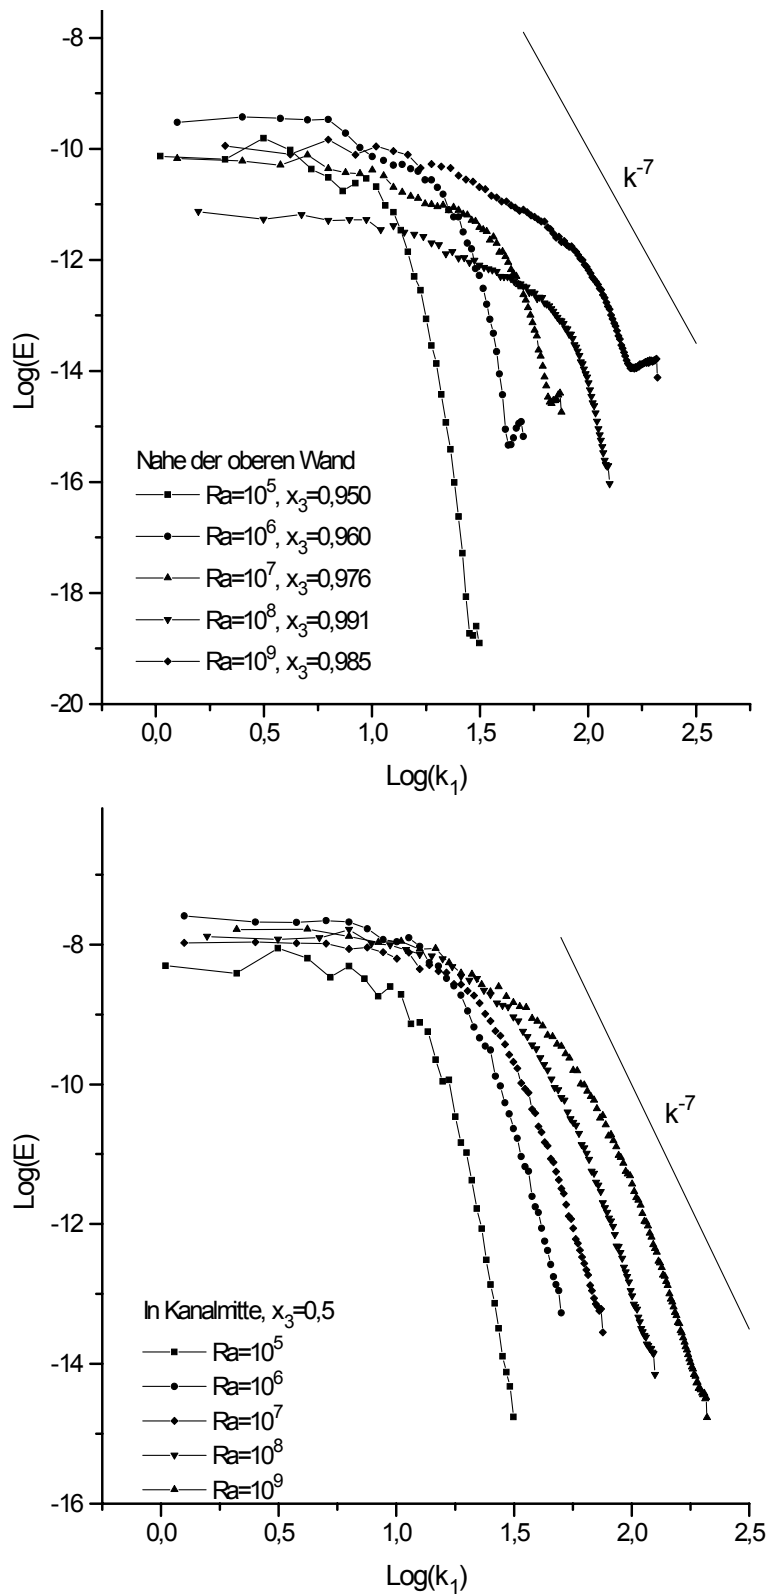 -8
-10
-12
-14
-16
-18
-20
Log(E)
k⁻⁷
Nahe der oberen Wand
Ra=10⁵, x₃=0,950
Ra=10⁶, x₃=0,960
Ra=10⁷, x₃=0,976
Ra=10⁸, x₃=0,991
Ra=10⁹, x₃=0,985
0,0 0,5 1,0 1,5 2,0 2,5
Log(k₁)
-8
-10
-12
-14
-16
Log(E)
k⁻⁷
In Kanalmitte, x₃=0,5
Ra=10⁵
Ra=10⁶
Ra=10⁷
Ra=10⁸
Ra=10⁹
0,0 0,5 1,0 1,5 2,0 2,5
Log(k₁)